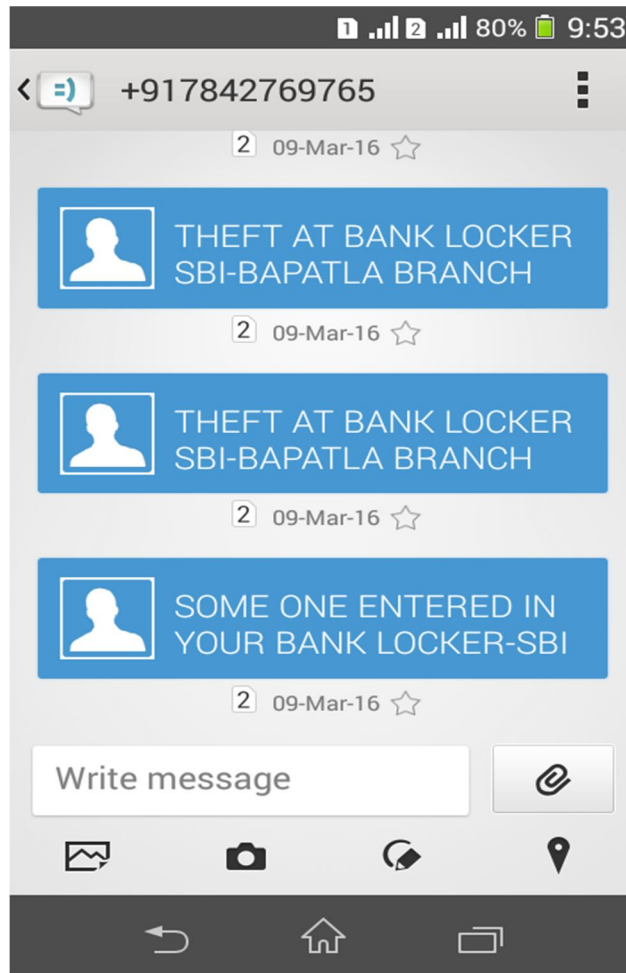 1 2 80% 9:53
=) +917842769765
2 09-Mar-16
THEFT AT BANK LOCKER
SBI-BAPATLA BRANCH
2 09-Mar-16
THEFT AT BANK LOCKER
SBI-BAPATLA BRANCH
2 09-Mar-16
SOME ONE ENTERED IN
YOUR BANK LOCKER-SBI
2 09-Mar-16
Write message